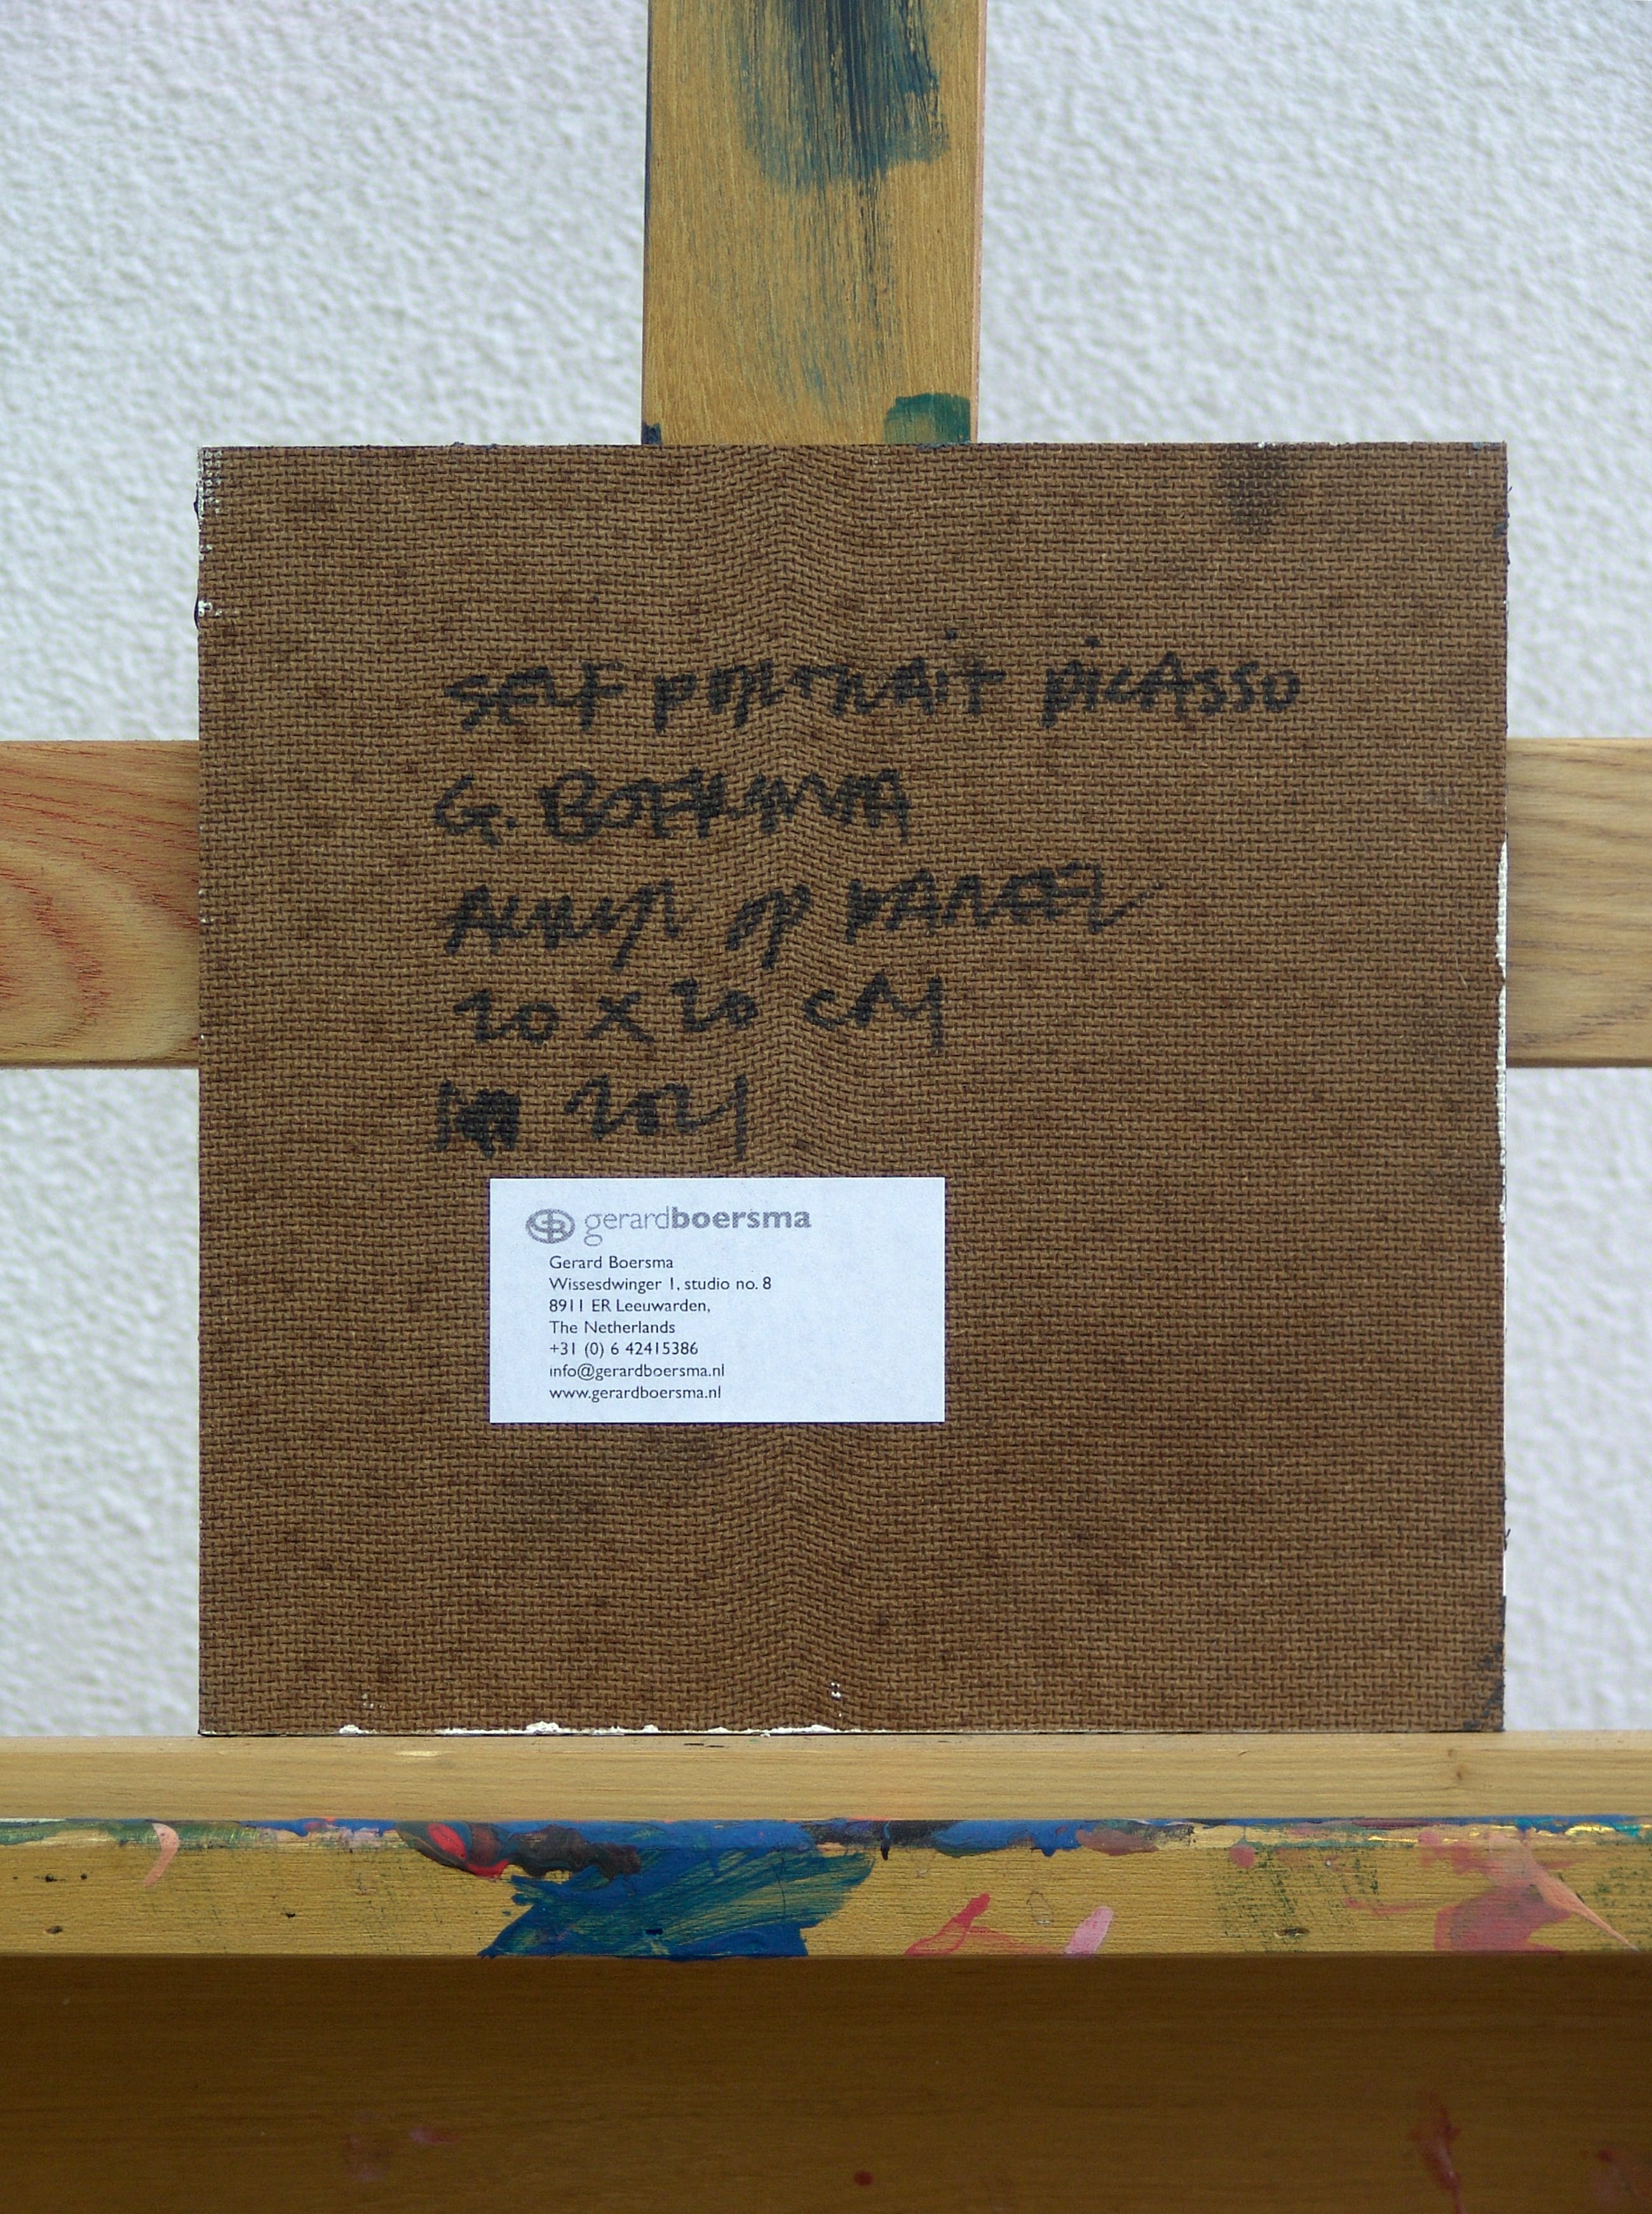 SELF PORTRAit picAsso
G. BOERSMA
ACRYL op PANEEL
20 X 20 cM
2021
gerardboersma
Gerard Boersma
Wissesdwinger 1, studio no. 8
8911 ER Leeuwarden,
The Netherlands
+31 (0) 6 42415386
info@gerardboersma.nl
www.gerardboersma.nl